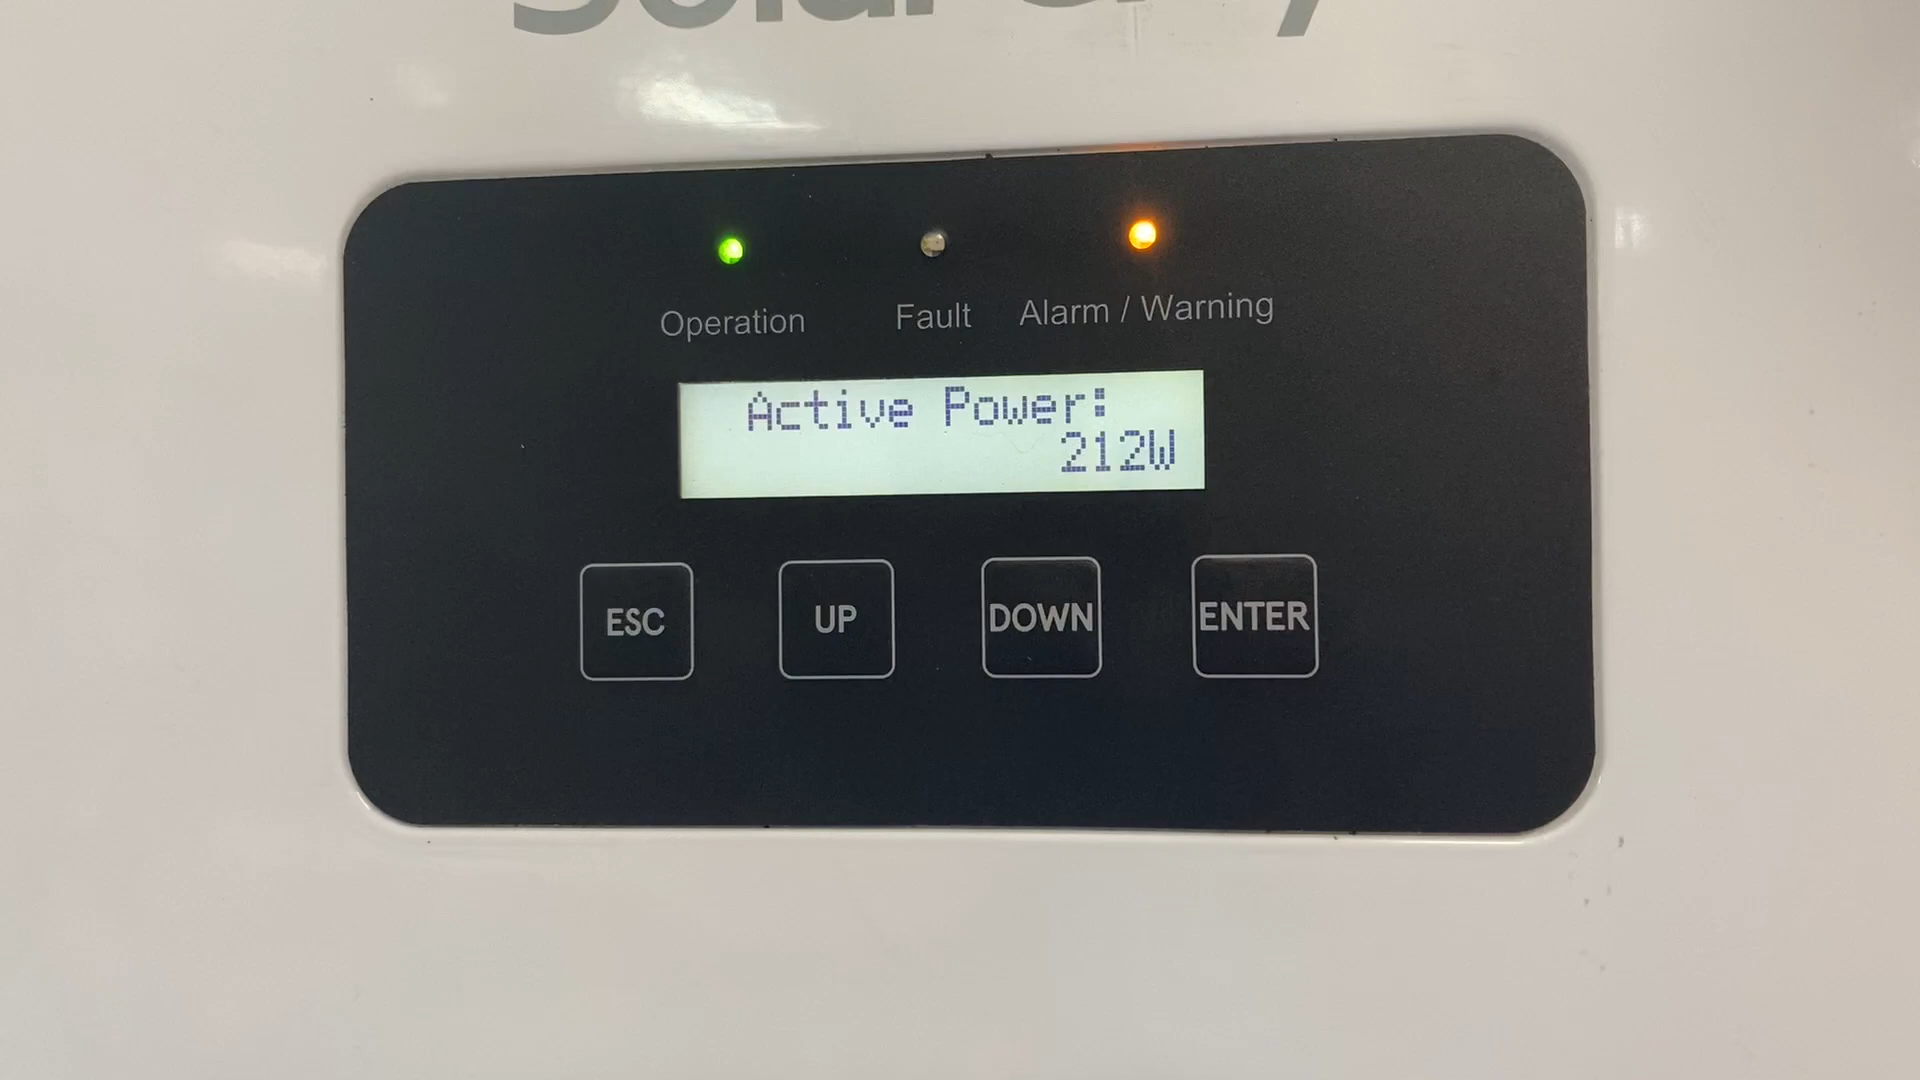 Operation Fault Alarm / Warning
Active Power:
212W
ESC UP DOWN ENTER